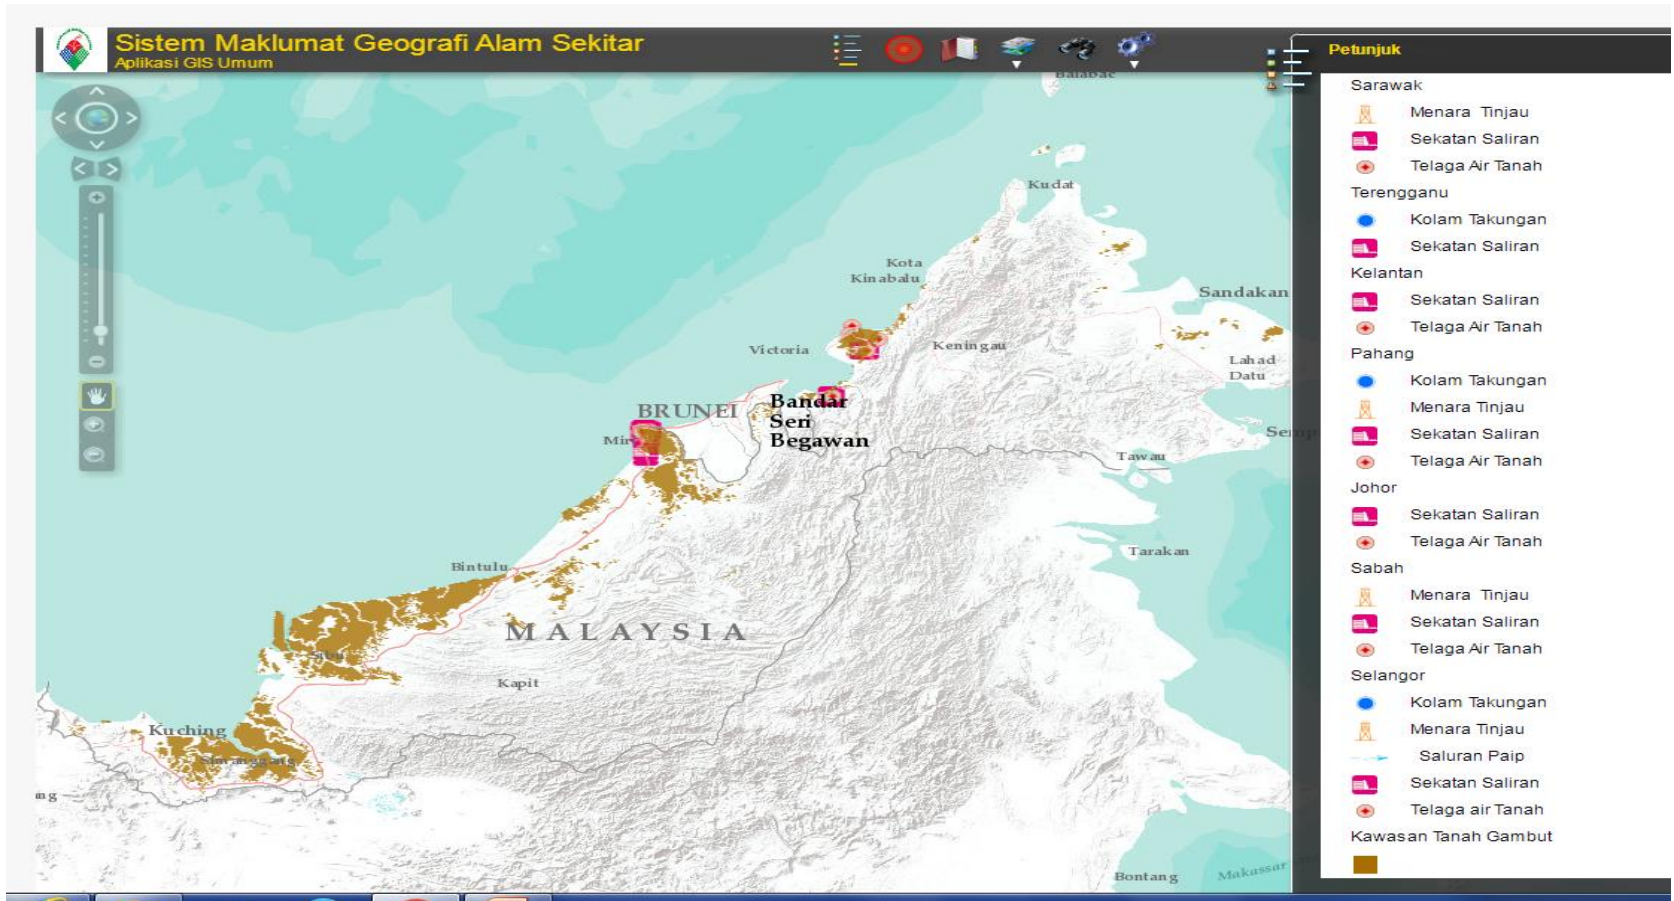 Sistem Maklumat Geografi Alam Sekitar
Aplikasi GIS Umum
Balabac
Kudat
Kota
Kinabalu
Sandakan
Victoria
Keningau
Lahad
Datu
BRUNEI
Bandar
Seri
Begawan
Tawau
Tarakan
Bintulu
MALAYSIA
Sibu
Kapit
Kuching
Bontang
Makassar
Petunjuk
Sarawak
Menara Tinjau
Sekatan Saliran
Telaga Air Tanah
Terengganu
Kolam Takungan
Sekatan Saliran
Kelantan
Sekatan Saliran
Telaga Air Tanah
Pahang
Kolam Takungan
Menara Tinjau
Sekatan Saliran
Telaga Air Tanah
Johor
Sekatan Saliran
Telaga Air Tanah
Sabah
Menara Tinjau
Sekatan Saliran
Telaga Air Tanah
Selangor
Kolam Takungan
Menara Tinjau
Saluran Paip
Sekatan Saliran
Telaga air Tanah
Kawasan Tanah Gambut